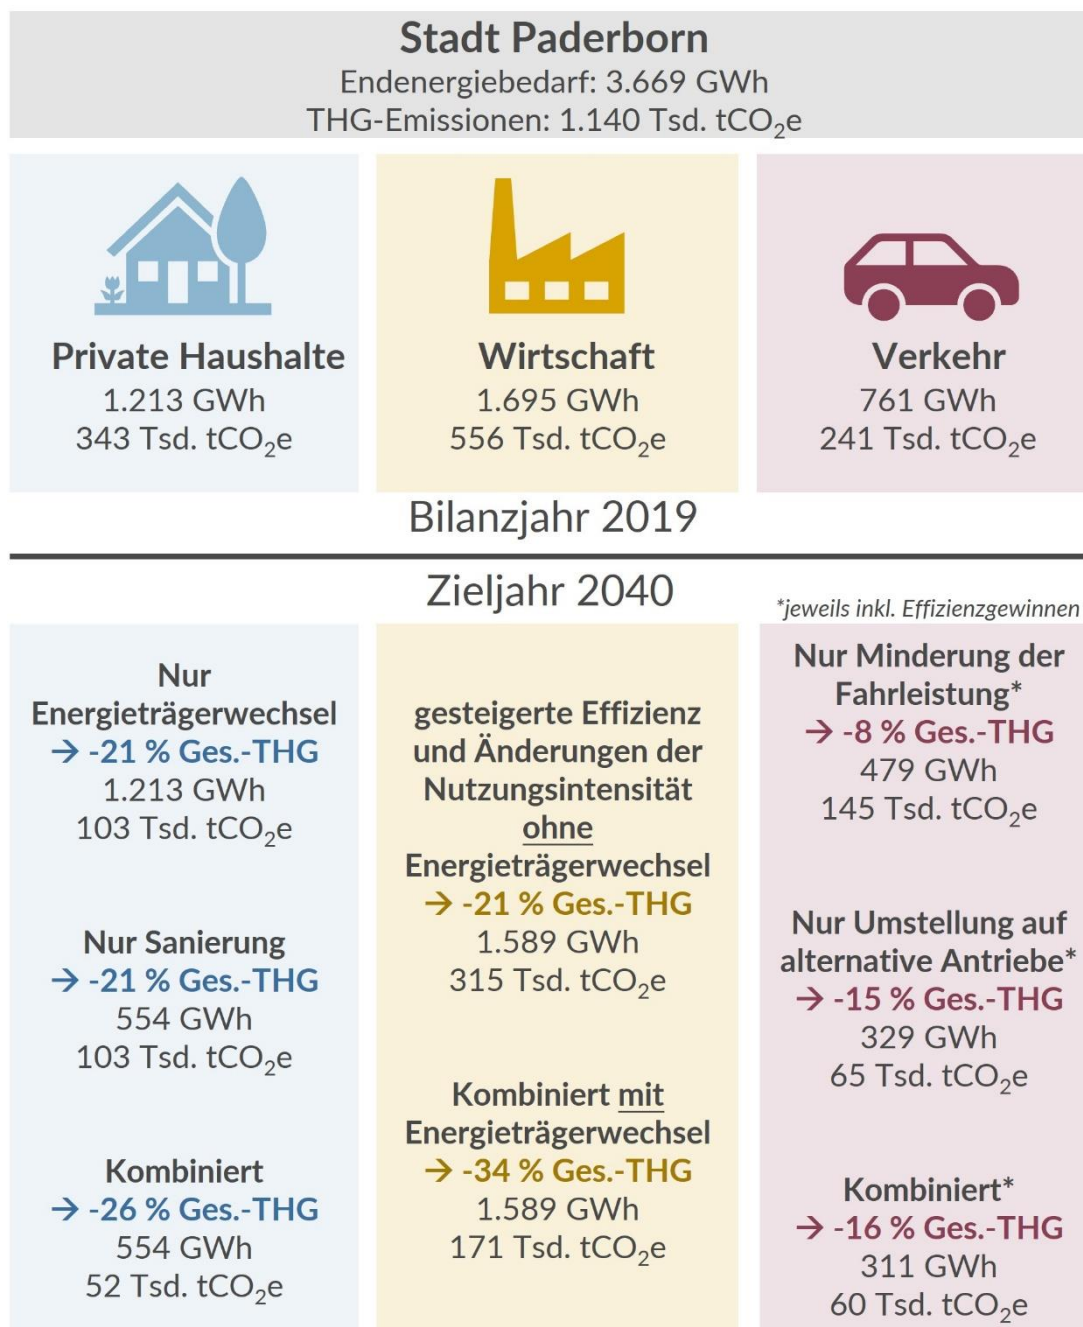 Stadt Paderborn
Endenergiebedarf: 3.669 GWh
THG-Emissionen: 1.140 Tsd. tCO₂e
Private Haushalte
1.213 GWh
343 Tsd. tCO₂e
Wirtschaft
1.695 GWh
556 Tsd. tCO₂e
Verkehr
761 GWh
241 Tsd. tCO₂e
Bilanzjahr 2019
Zieljahr 2040
*jeweils inkl. Effizienzgewinnen
Nur
Energieträgerwechsel
→ -21 % Ges.-THG
1.213 GWh
103 Tsd. tCO₂e
Nur Sanierung
→ -21 % Ges.-THG
554 GWh
103 Tsd. tCO₂e
Kombiniert
→ -26 % Ges.-THG
554 GWh
52 Tsd. tCO₂e
gesteigerte Effizienz
und Änderungen der
Nutzungsintensität
ohne
Energieträgerwechsel
→ -21 % Ges.-THG
1.589 GWh
315 Tsd. tCO₂e
Kombiniert mit
Energieträgerwechsel
→ -34 % Ges.-THG
1.589 GWh
171 Tsd. tCO₂e
Nur Minderung der
Fahrleistung*
→ -8 % Ges.-THG
479 GWh
145 Tsd. tCO₂e
Nur Umstellung auf
alternative Antriebe*
→ -15 % Ges.-THG
329 GWh
65 Tsd. tCO₂e
Kombiniert*
→ -16 % Ges.-THG
311 GWh
60 Tsd. tCO₂e